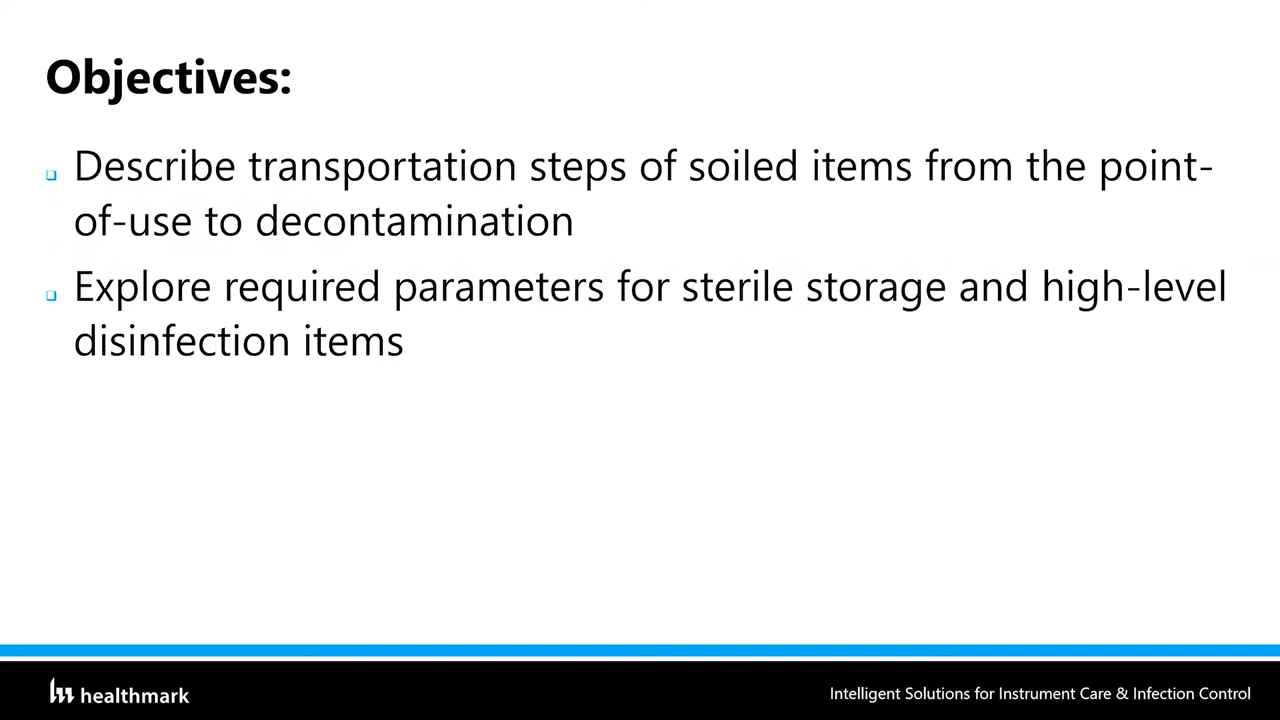 Objectives:
Describe transportation steps of soiled items from the point-
of-use to decontamination
Explore required parameters for sterile storage and high-level
disinfection items
healthmark
Intelligent Solutions for Instrument Care & Infection Control